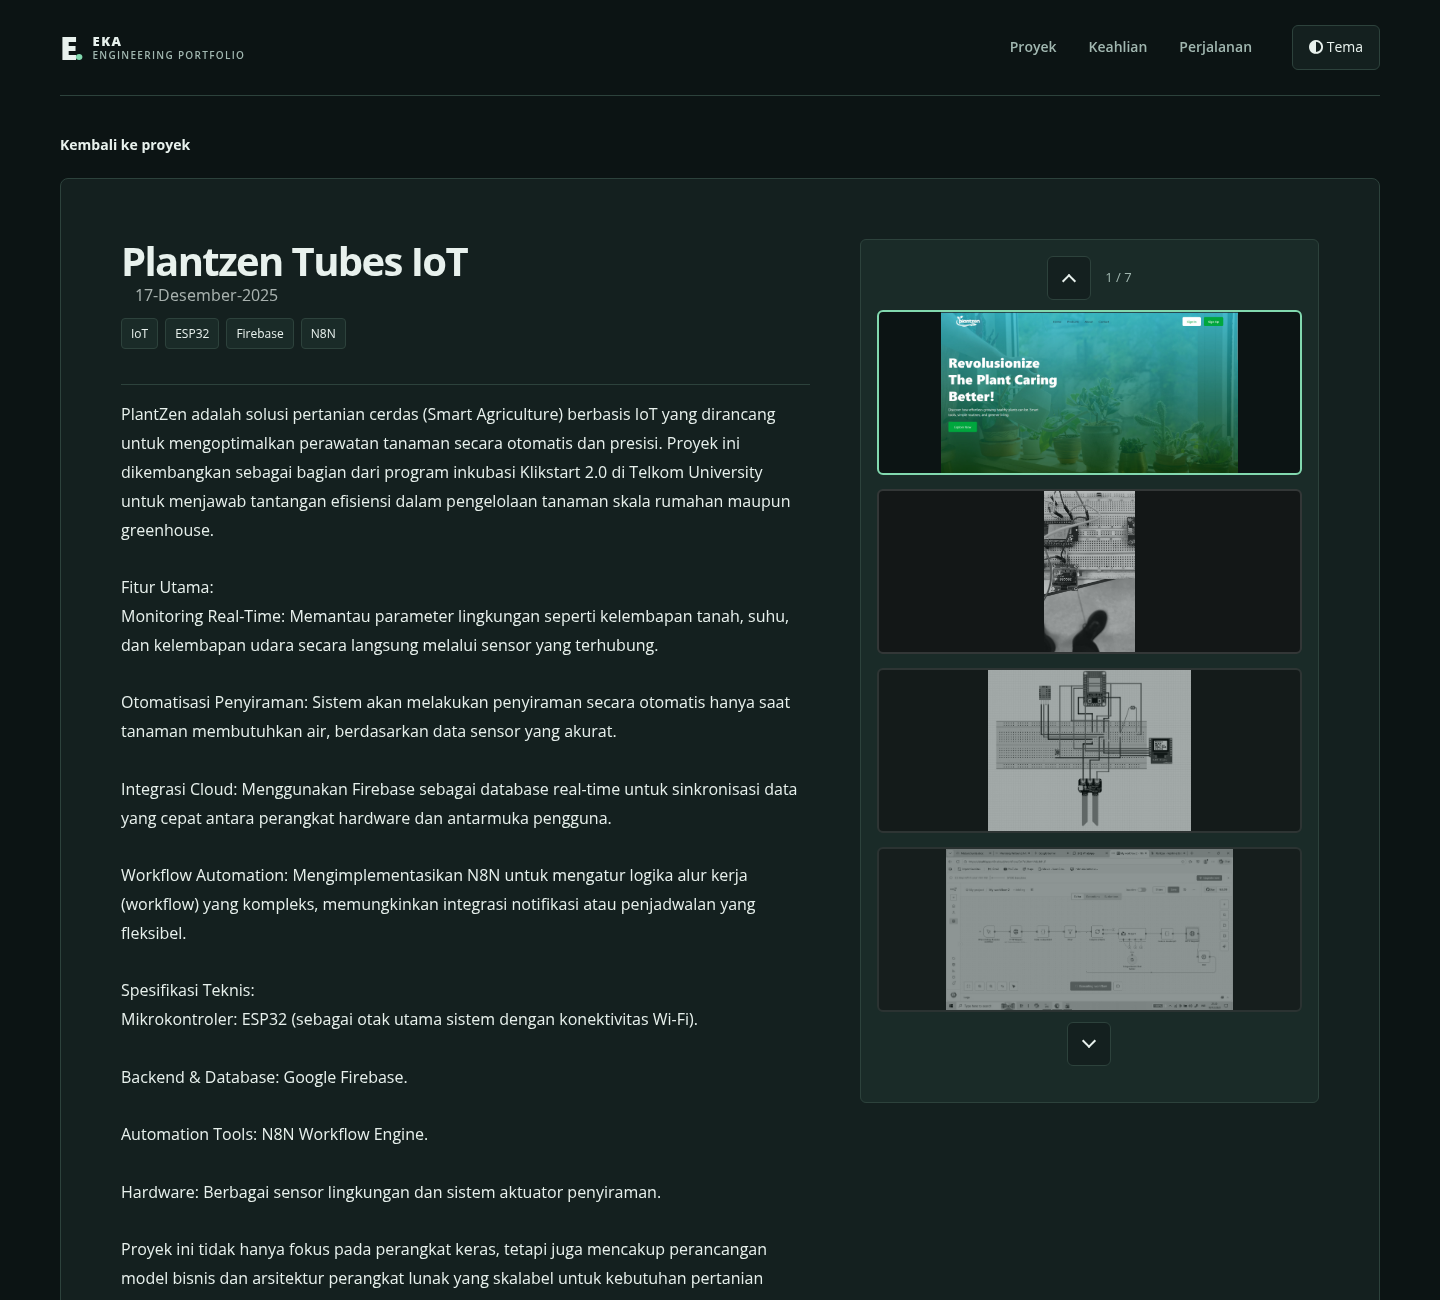 E.
EKA
ENGINEERING PORTFOLIO
Proyek
Keahlian
Perjalanan
Tema
Kembali ke proyek
Plantzen Tubes IoT
17-Desember-2025
IoT
ESP32
Firebase
N8N
PlantZen adalah solusi pertanian cerdas (Smart Agriculture) berbasis IoT yang dirancang
untuk mengoptimalkan perawatan tanaman secara otomatis dan presisi. Proyek ini
dikembangkan sebagai bagian dari program inkubasi Klikstart 2.0 di Telkom University
untuk menjawab tantangan efisiensi dalam pengelolaan tanaman skala rumahan maupun
greenhouse.
Fitur Utama:
Monitoring Real-Time: Memantau parameter lingkungan seperti kelembapan tanah, suhu,
dan kelembapan udara secara langsung melalui sensor yang terhubung.
Otomatisasi Penyiraman: Sistem akan melakukan penyiraman secara otomatis hanya saat
tanaman membutuhkan air, berdasarkan data sensor yang akurat.
Integrasi Cloud: Menggunakan Firebase sebagai database real-time untuk sinkronisasi data
yang cepat antara perangkat hardware dan antarmuka pengguna.
Workflow Automation: Mengimplementasikan N8N untuk mengatur logika alur kerja
(workflow) yang kompleks, memungkinkan integrasi notifikasi atau penjadwalan yang
fleksibel.
Spesifikasi Teknis:
Mikrokontroler: ESP32 (sebagai otak utama sistem dengan konektivitas Wi-Fi).
Backend & Database: Google Firebase.
Automation Tools: N8N Workflow Engine.
Hardware: Berbagai sensor lingkungan dan sistem aktuator penyiraman.
Proyek ini tidak hanya fokus pada perangkat keras, tetapi juga mencakup perancangan
model bisnis dan arsitektur perangkat lunak yang skalabel untuk kebutuhan pertanian
1 / 7
Revolusionize
The Plant Caring
Better!